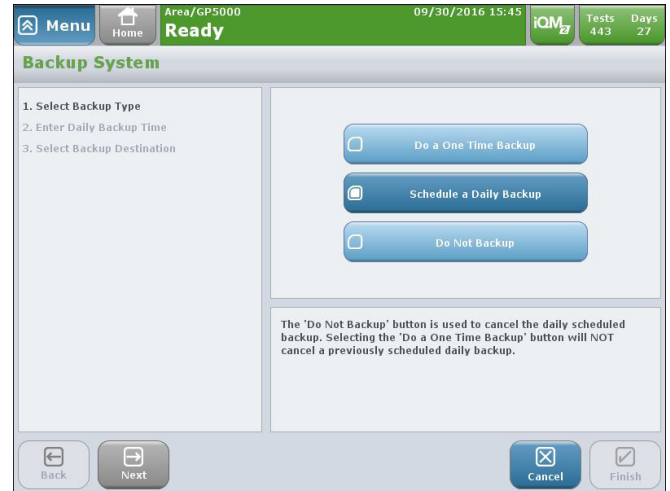 Menu
Home
Area/GP5000
09/30/2016 15:45
Ready
iQM2
Tests Days
443 27
Backup System
1. Select Backup Type
2. Enter Daily Backup Time
3. Select Backup Destination
Do a One Time Backup
Schedule a Daily Backup
Do Not Backup
The 'Do Not Backup' button is used to cancel the daily scheduled
backup. Selecting the 'Do a One Time Backup' button will NOT
cancel a previously scheduled daily backup.
Back
Next
Cancel
Finish